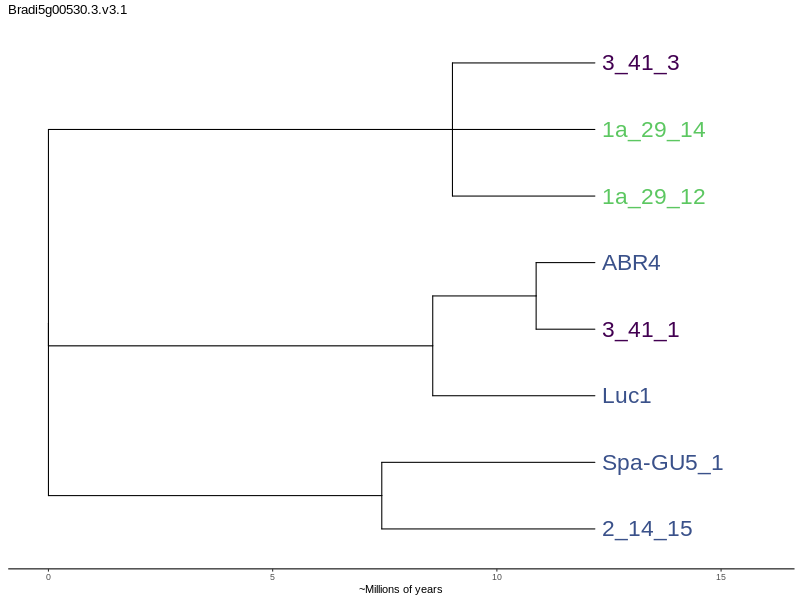 Bradi5g00530.3.v3.1
3_41_3
1a_29_14
1a_29_12
ABR4
3_41_1
Luc1
Spa-GU5_1
2_14_15
0 5 10 15
~Millions of years